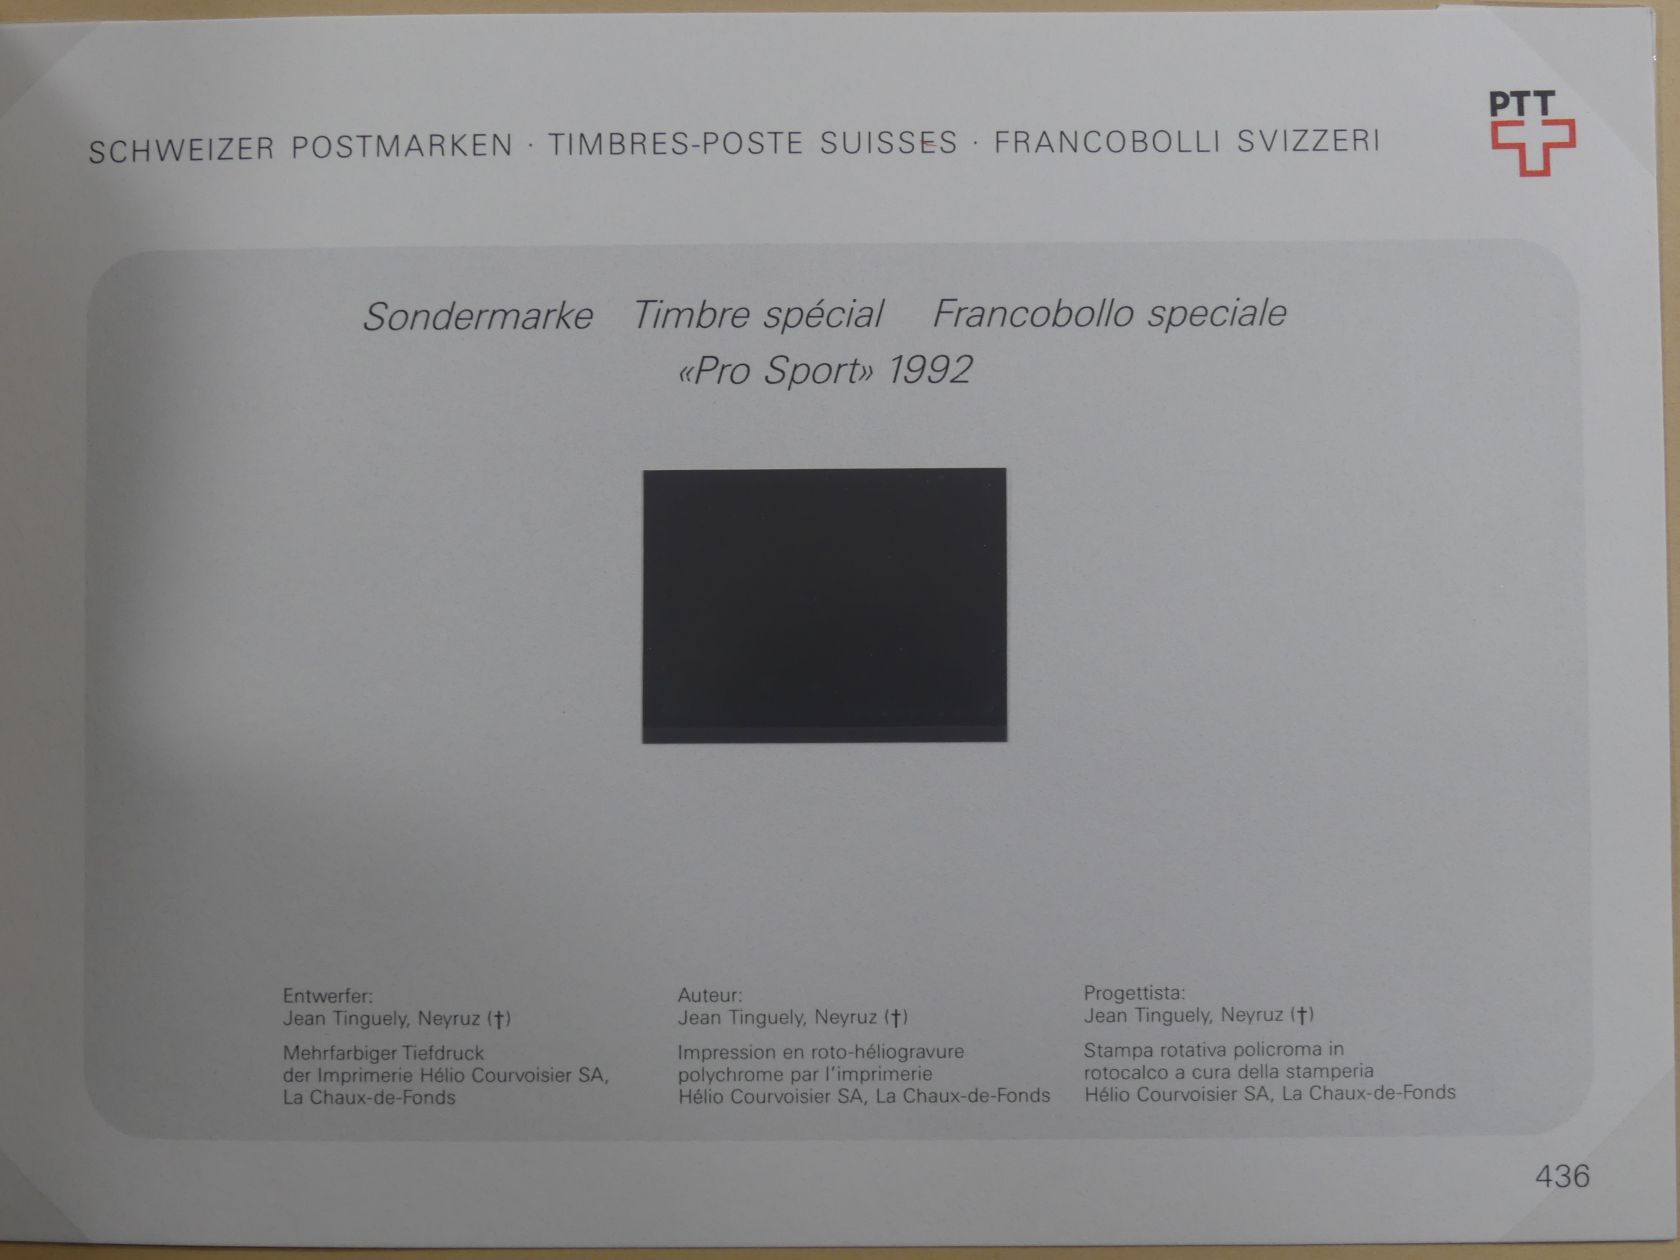 PTT
SCHWEIZER POSTMARKEN · TIMBRES-POSTE SUISSES · FRANCOBOLLI SVIZZERI
Sondermarke Timbre spécial Francobollo speciale
«Pro Sport» 1992
Entwerfer:
Jean Tinguely, Neyruz (†)
Mehrfarbiger Tiefdruck
der Imprimerie Hélio Courvoisier SA,
La Chaux-de-Fonds
Auteur:
Jean Tinguely, Neyruz (†)
Impression en roto-héliogravure
polychrome par l'imprimerie
Hélio Courvoisier SA, La Chaux-de-Fonds
Progettista:
Jean Tinguely, Neyruz (†)
Stampa rotativa policroma in
rotocalco a cura della stamperia
Hélio Courvoisier SA, La Chaux-de-Fonds
436